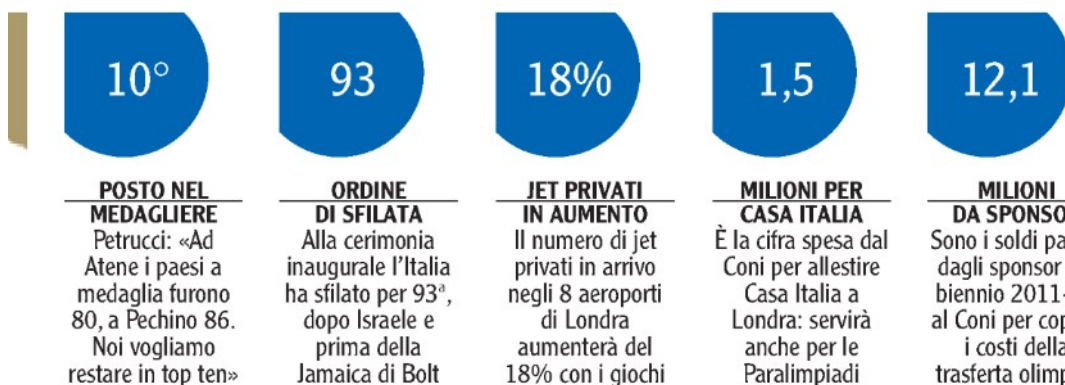 10°
POSTO NEL
MEDAGLIERE
Petrucci: «Ad
Atene i paesi a
medaglia furono
80, a Pechino 86.
Noi vogliamo
restare in top ten»
93
ORDINE
DI SFILATA
Alla cerimonia
inaugurale l'Italia
ha sfilato per 93ª,
dopo Israele e
prima della
Jamaica di Bolt
18%
JET PRIVATI
IN AUMENTO
Il numero di jet
privati in arrivo
negli 8 aeroporti
di Londra
aumenterà del
18% con i giochi
1,5
MILIONI PER
CASA ITALIA
È la cifra spesa dal
Coni per allestire
Casa Italia a
Londra: servirà
anche per le
Paralimpiadi
12,1
MILIONI
DA
Sono i soldi
dagli sponsor
biennio
al Coni per
i costi della
trasferta